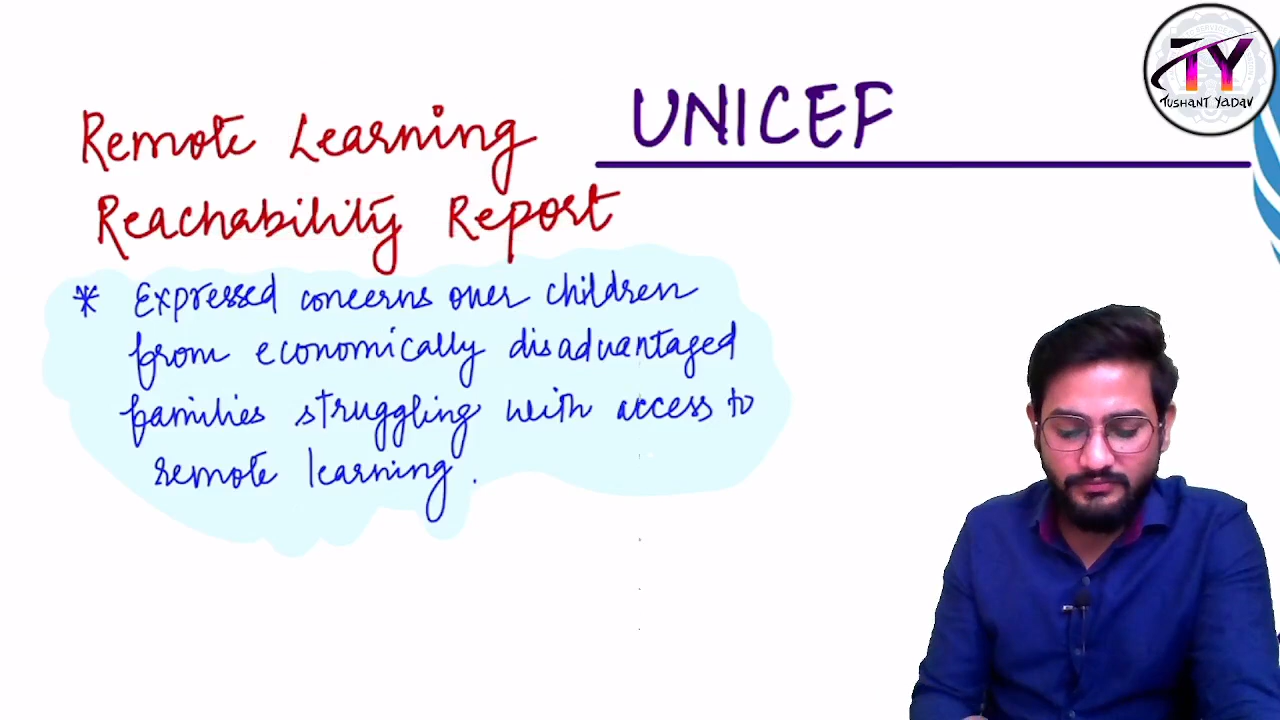 UNICEF
Remote Learning
Reachability Report
* Expressed concerns over children
from economically disadvantaged
families struggling with access to
remote learning.
TY
TUSHANT YADAV